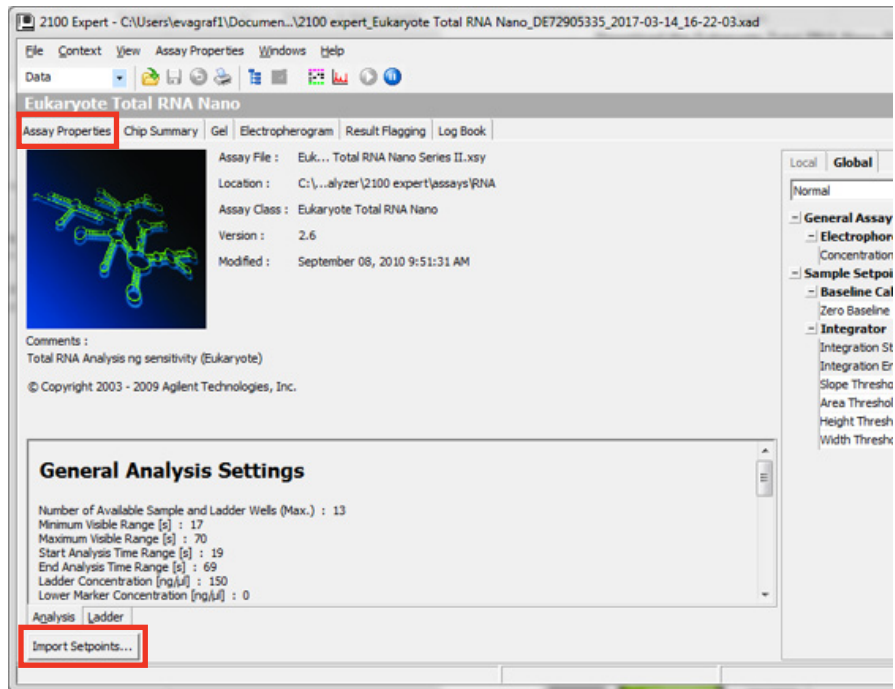 2100 Expert - C:\Users\evagraf1\Documen...\2100 expert_Eukaryote Total RNA Nano_DE72905335_2017-03-14_16-22-03.xad
File Context View Assay Properties Windows Help
Data
Eukaryote Total RNA Nano
Assay Properties Chip Summary Gel Electropherogram Result Flagging Log Book
Assay File : Euk... Total RNA Nano Series II.xsy
Location : C:\...alyzer\2100 expert\assays\RNA
Assay Class : Eukaryote Total RNA Nano
Version : 2.6
Modified : September 08, 2010 9:51:31 AM
Comments :
Total RNA Analysis ng sensitivity (Eukaryote)
© Copyright 2003 - 2009 Agilent Technologies, Inc.
General Analysis Settings
Number of Available Sample and Ladder Wells (Max.) : 13
Minimum Visible Range [s] : 17
Maximum Visible Range [s] : 70
Start Analysis Time Range [s] : 19
End Analysis Time Range [s] : 69
Ladder Concentration [ng/µl] : 150
Lower Marker Concentration [ng/µl] : 0
Analysis Ladder
Import Setpoints...
Local Global
Normal
General Assay
Electrophor
Concentration
Sample Setpoi
Baseline Cal
Zero Baseline
Integrator
Integration St
Integration En
Slope Thresho
Area Threshol
Height Thresh
Width Thresho